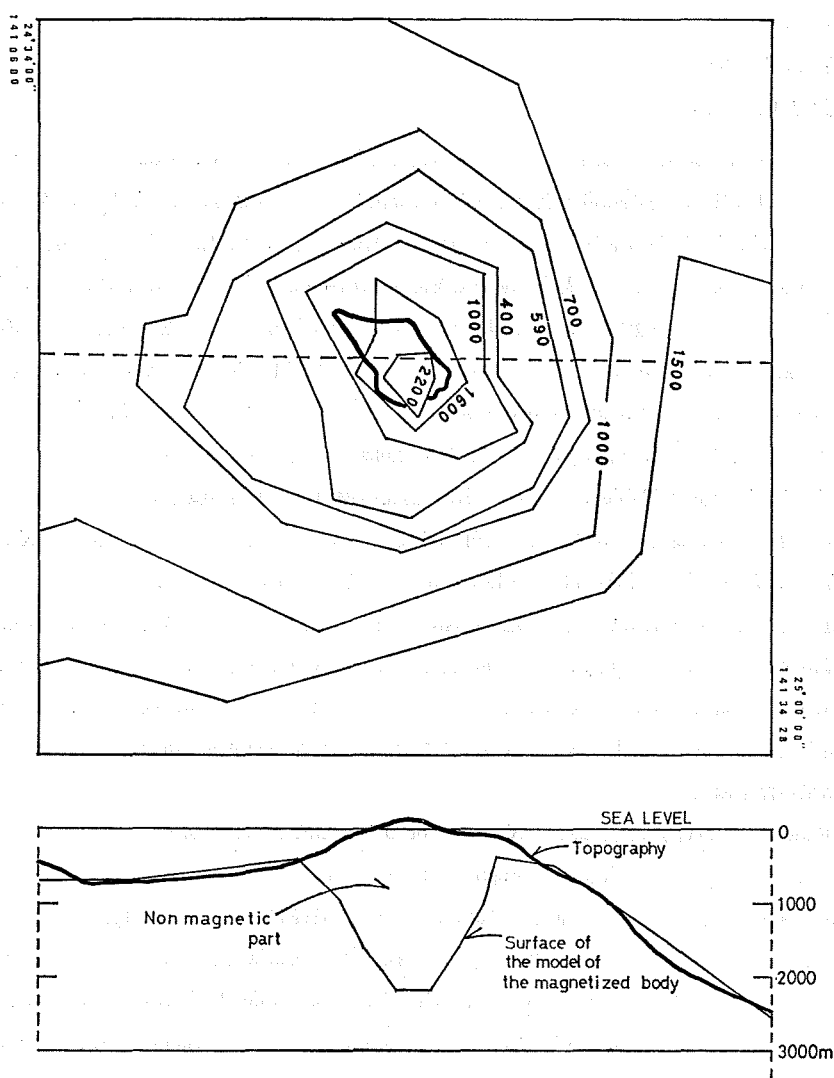 24°34'00"
141 06 00
700
590
400
1000
1600
2200
1500
1000
25°00'00"
141 34 28
SEA LEVEL
0
Topography
1000
Non magnetic
part
Surface of
the model of
the magnetized body
2000
3000m